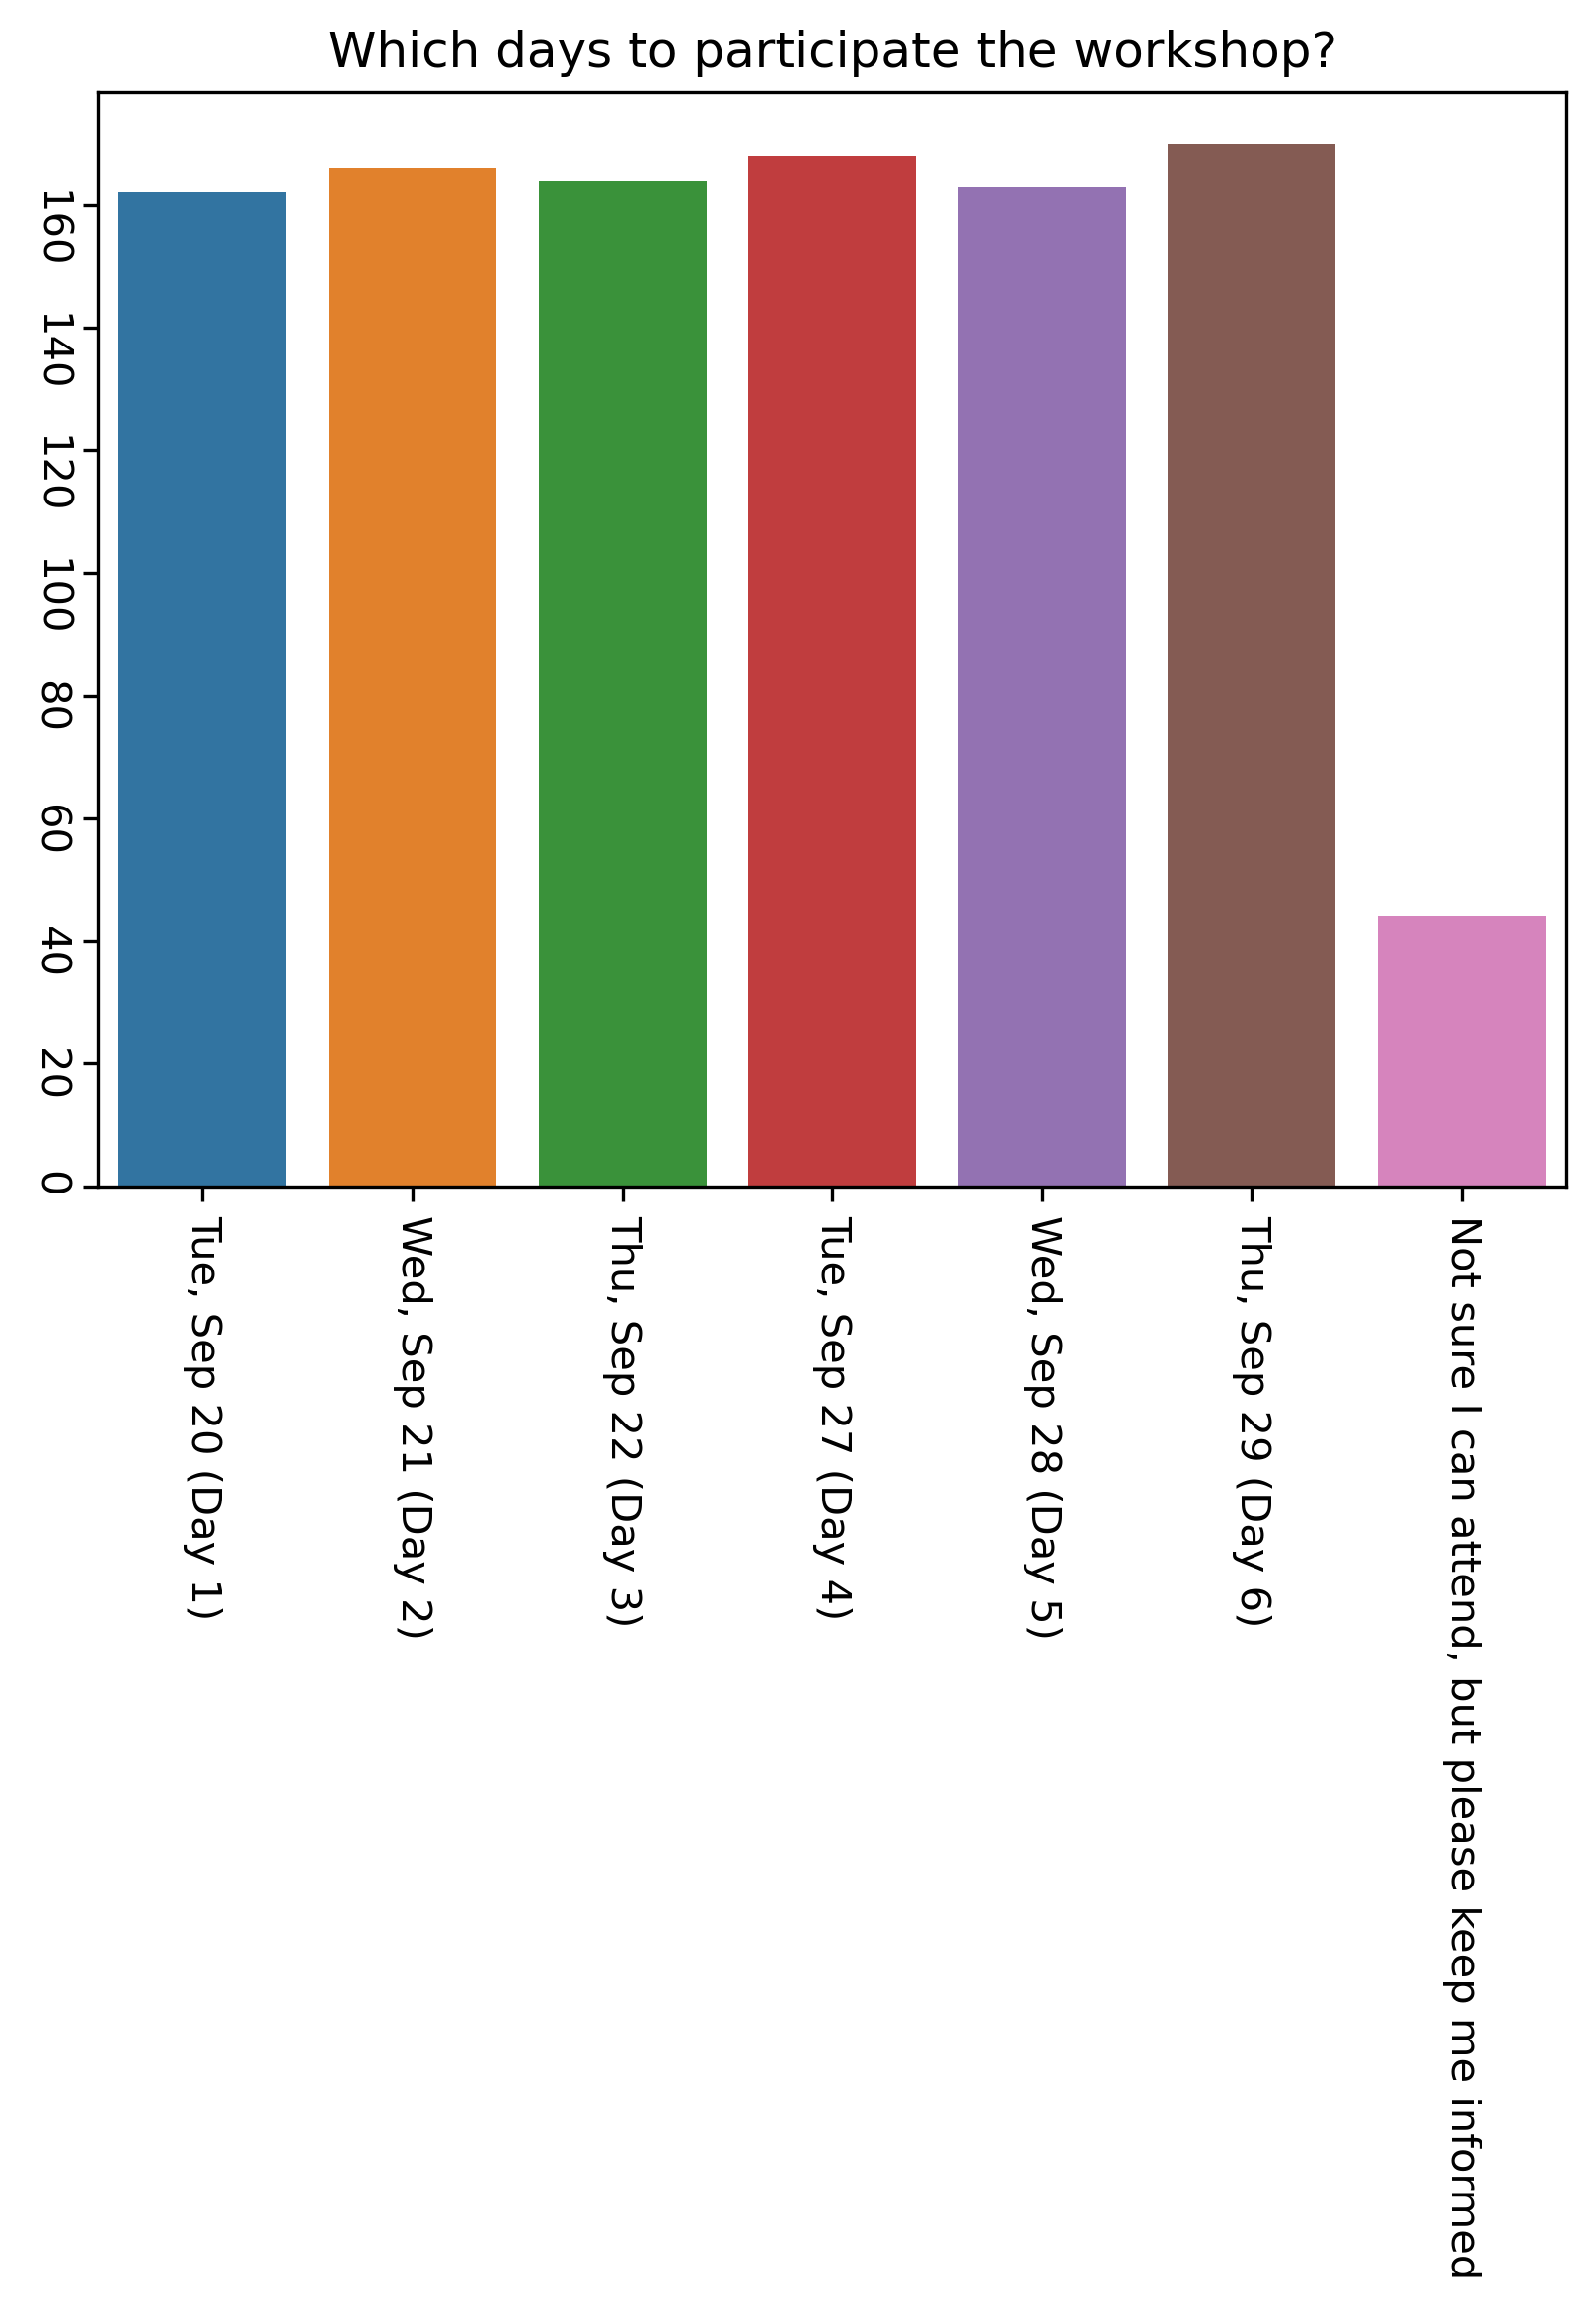 Which days to participate the workshop?
160
140
120
100
80
60
40
20
0
Tue, Sep 20 (Day 1)
Wed, Sep 21 (Day 2)
Thu, Sep 22 (Day 3)
Tue, Sep 27 (Day 4)
Wed, Sep 28 (Day 5)
Thu, Sep 29 (Day 6)
Not sure I can attend, but please keep me informed